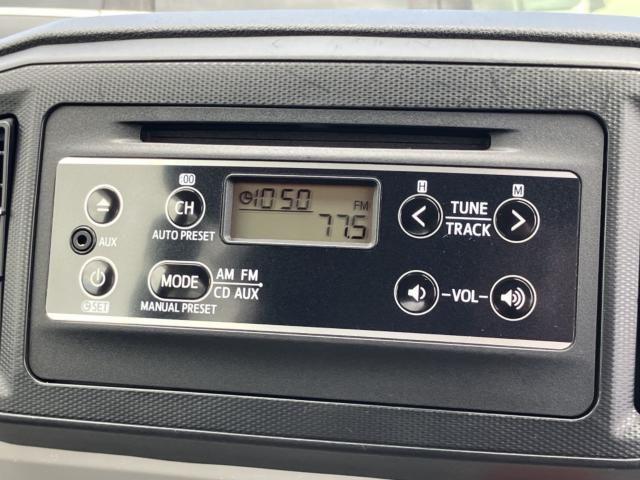 00
CH
AUTO PRESET
AUX
SET
MODE
MANUAL PRESET
AM FM
CD AUX
10:50
FM
77.5
H
M
TUNE
TRACK
VOL